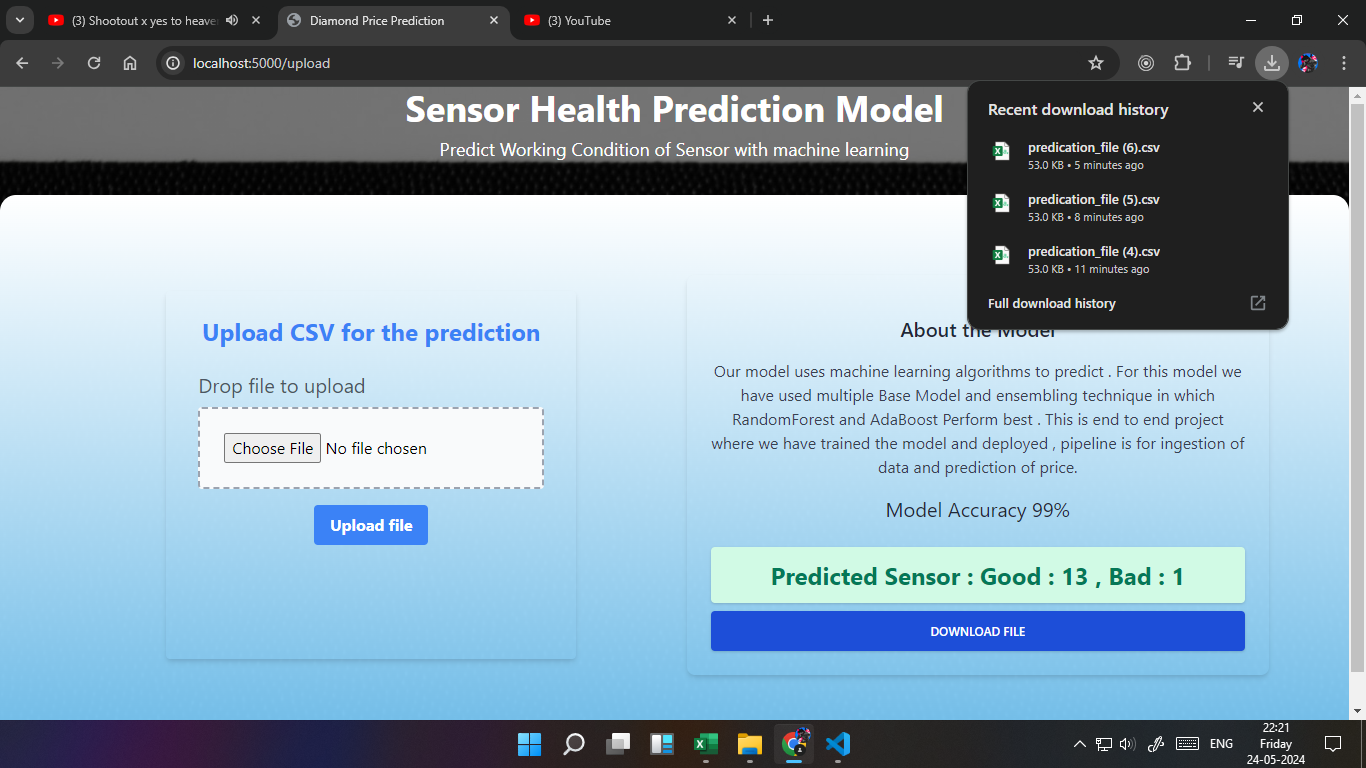 (3) Shootout x yes to heave
Diamond Price Prediction
(3) YouTube
localhost:5000/upload
Sensor Health Prediction Model
Predict Working Condition of Sensor with machine learning
Recent download history
predication_file (6).csv
53.0 KB • 5 minutes ago
predication_file (5).csv
53.0 KB • 8 minutes ago
predication_file (4).csv
53.0 KB • 11 minutes ago
Full download history
Upload CSV for the prediction
Drop file to upload
Choose File No file chosen
Upload file
About the Model
Our model uses machine learning algorithms to predict . For this model we
have used multiple Base Model and ensembling technique in which
RandomForest and AdaBoost Perform best . This is end to end project
where we have trained the model and deployed , pipeline is for ingestion of
data and prediction of price.
Model Accuracy 99%
Predicted Sensor : Good : 13 , Bad : 1
DOWNLOAD FILE
ENG
22:21
Friday
24-05-2024